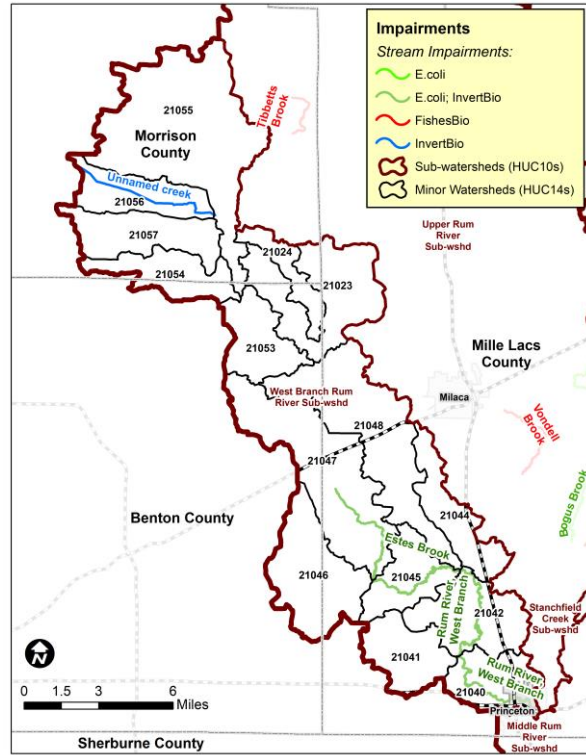 Impairments
Stream Impairments:
E.coli
E.coli; InvertBio
FishesBio
InvertBio
Sub-watersheds (HUC10s)
Minor Watersheds (HUC14s)
21055
Tibbetts
Brook
Morrison
County
Unnamed creek
21056
21057
21054
21024
21023
Upper Rum
River
Sub-wshd
21053
Mille Lacs
County
West Branch Rum
River Sub-wshd
Milaca
21048
Vondell
Brook
21047
Bogus Brook
Benton County
21044
Estes Brook
21046
21045
Rum River,
West Branch
21042
Stanchfield
Creek
Sub-wshd
21041
Rum River,
West Branch
21040
Princeton
Middle Rum
River
Sub-wshd
N
0 1.5 3 6
Miles
Sherburne County